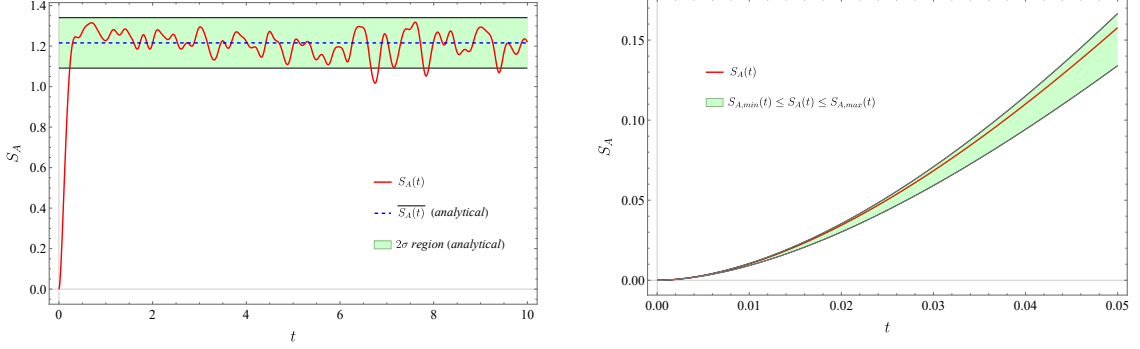 1.4
1.2
1.0
0.8
0.6
0.4
0.2
0.0
S_A
S_A(t)
\overline{S_A(t)} (analytical)
2σ region (analytical)
0 2 4 6 8 10
t
0.15
0.10
0.05
0.00
S_A
S_A(t)
S_{A,min}(t) ≤ S_A(t) ≤ S_{A,max}(t)
0.00 0.01 0.02 0.03 0.04 0.05
t